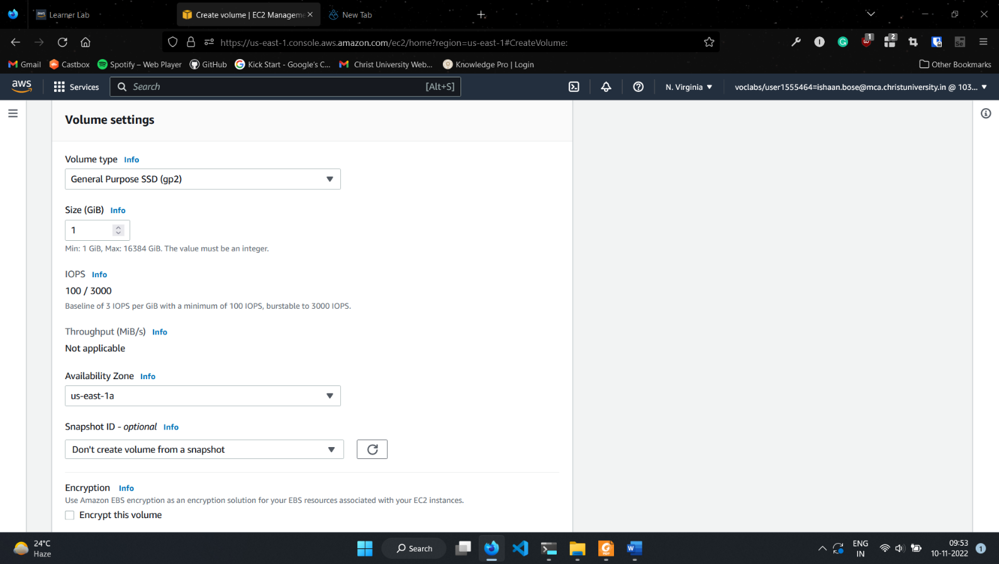 Learner Lab
Create volume | EC2 Manageme
New Tab
https://us-east-1.console.aws.amazon.com/ec2/home?region=us-east-1#CreateVolume:
1
2
Gmail
Castbox
Spotify – Web Player
GitHub
Kick Start - Google's C...
Christ University Web...
Knowledge Pro | Login
Other Bookmarks
aws
Services
Search
[Alt+S]
N. Virginia
voclabs/user1555464=ishaan.bose@mca.christuniversity.in @ 103...
Volume settings
Volume type Info
General Purpose SSD (gp2)
Size (GiB) Info
1
Min: 1 GiB, Max: 16384 GiB. The value must be an integer.
IOPS Info
100 / 3000
Baseline of 3 IOPS per GiB with a minimum of 100 IOPS, burstable to 3000 IOPS.
Throughput (MiB/s) Info
Not applicable
Availability Zone Info
us-east-1a
Snapshot ID - optional Info
Don't create volume from a snapshot
Encryption Info
Use Amazon EBS encryption as an encryption solution for your EBS resources associated with your EC2 instances.
Encrypt this volume
24°C
Haze
Search
ENG
IN
09:53
10-11-2022
1